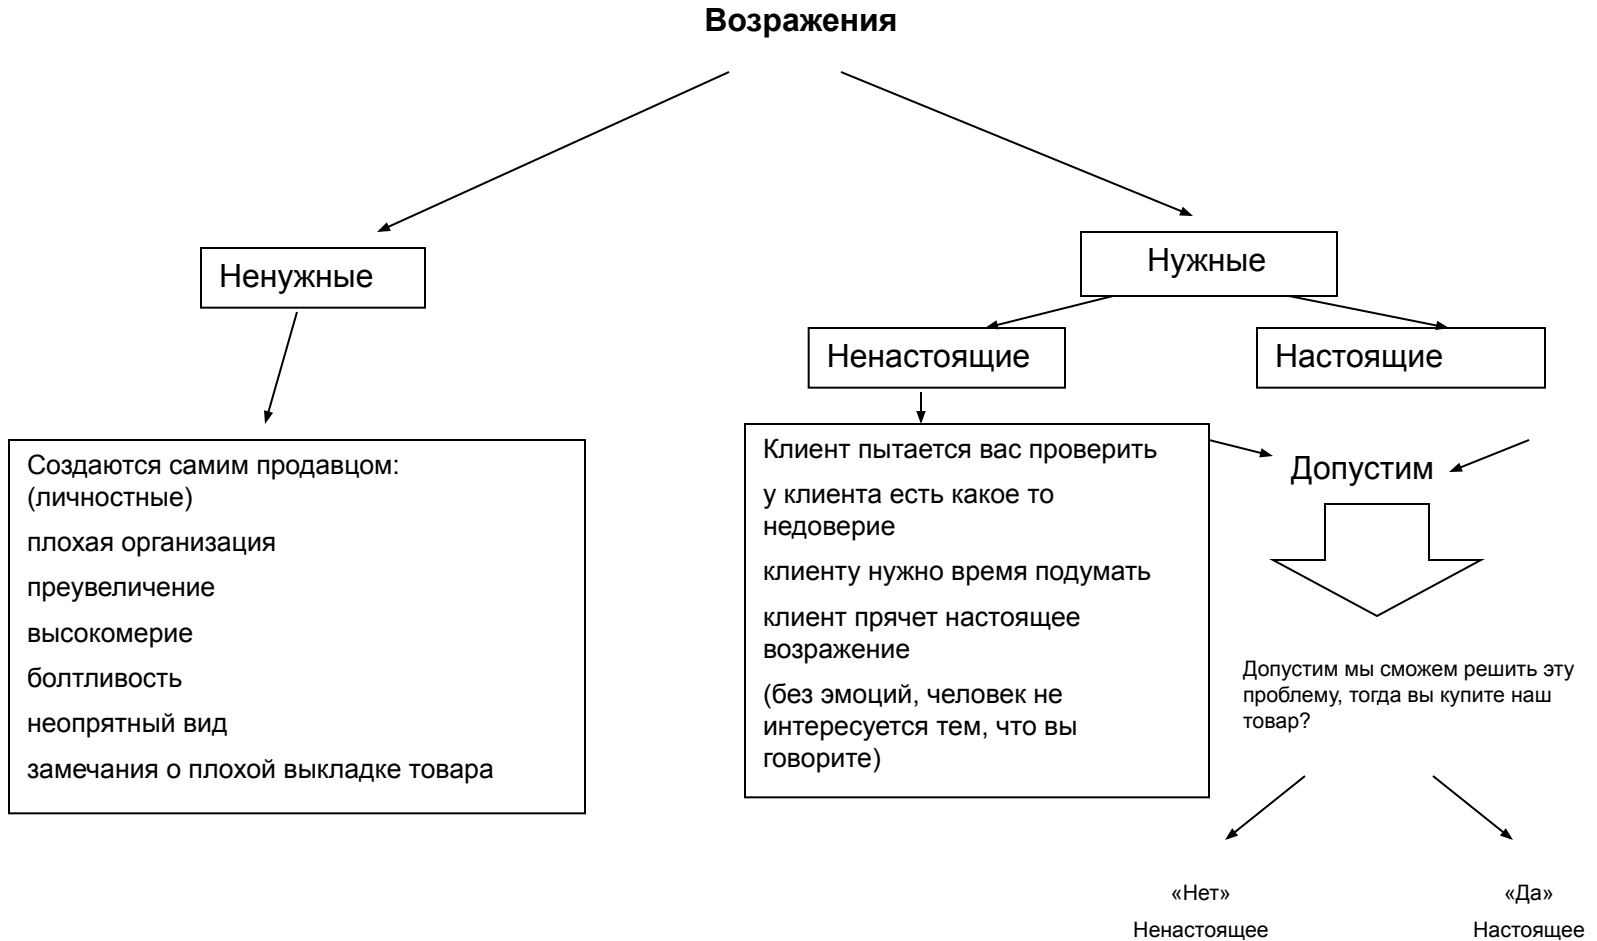 Возражения
Ненужные
Нужные
Ненастоящие
Настоящие
Создаются самим продавцом:
(личностные)
плохая организация
преувеличение
высокомерие
болтливость
неопрятный вид
замечания о плохой выкладке товара
Клиент пытается вас проверить
у клиента есть какое то
недоверие
клиенту нужно время подумать
клиент прячет настоящее
возражение
(без эмоций, человек не
интересуется тем, что вы
говорите)
Допустим
Допустим мы сможем решить эту
проблему, тогда вы купите наш
товар?
«Нет»
Ненастоящее
«Да»
Настоящее